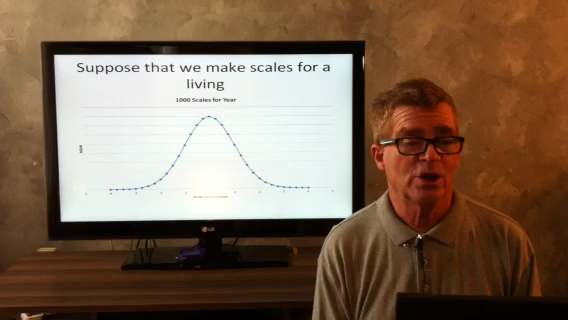 Suppose that we make scales for a
living
1000 Scales for Year
LG